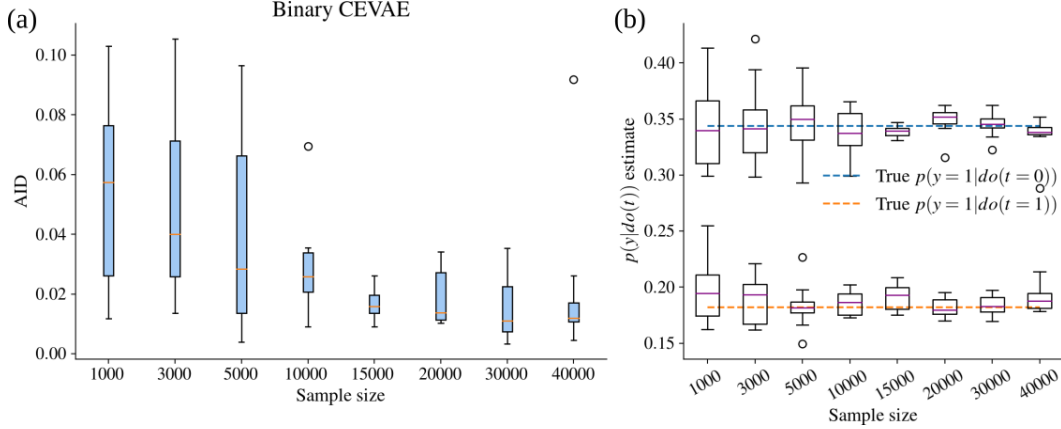 (a)
Binary CEVAE
AID
0.10
0.08
0.06
0.04
0.02
0.00
1000 3000 5000 10000 15000 20000 30000 40000
Sample size
(b)
p(y|do(t)) estimate
0.40
0.35
0.30
0.25
0.20
0.15
True p(y = 1|do(t = 0))
True p(y = 1|do(t = 1))
1000 3000 5000 10000 15000 20000 30000 40000
Sample size